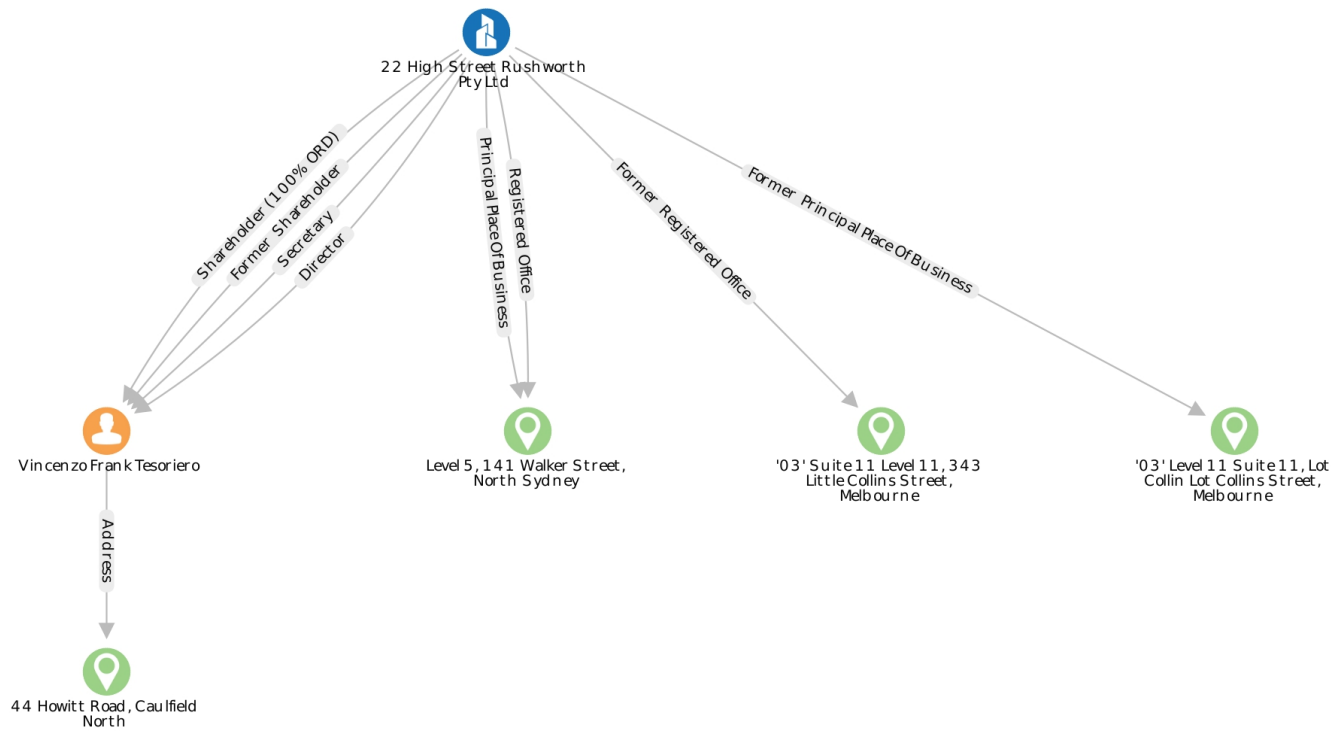 22 High Street Rushworth
Pty Ltd
Shareholder (100% ORD)
Former Shareholder
Secretary
Director
Principal Place Of Business
Registered Office
Former Registered Office
Former Principal Place Of Business
Vincenzo Frank Tesoriero
Level 5, 141 Walker Street,
North Sydney
'03' Suite 11 Level 11, 343
Little Collins Street,
Melbourne
'03' Level 11 Suite 11, Lot
Collin Lot Collins Street,
Melbourne
Address
44 Howitt Road, Caulfield
North